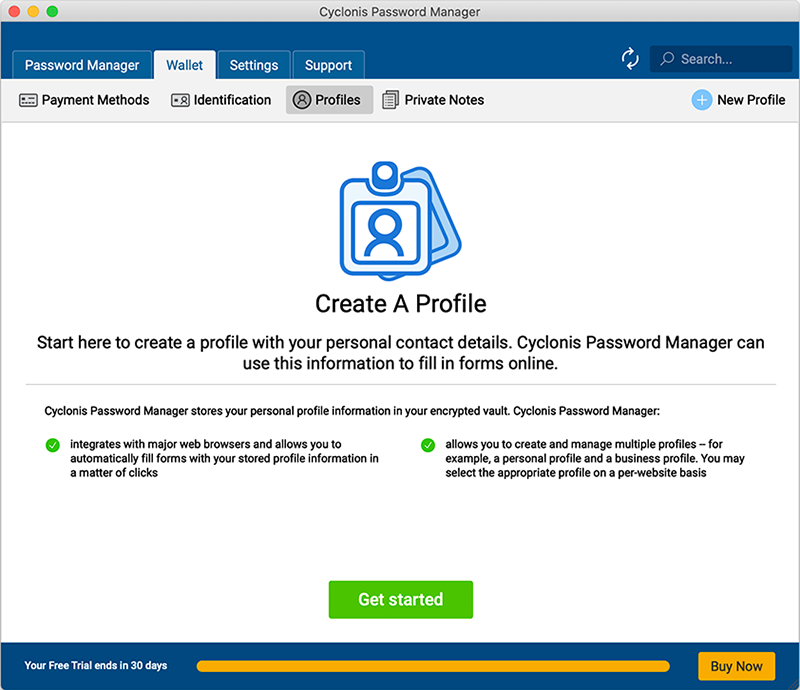 Cyclonis Password Manager
Password Manager
Wallet
Settings
Support
Search...
Payment Methods
Identification
Profiles
Private Notes
New Profile
Create A Profile
Start here to create a profile with your personal contact details. Cyclonis Password Manager can
use this information to fill in forms online.
Cyclonis Password Manager stores your personal profile information in your encrypted vault. Cyclonis Password Manager:
integrates with major web browsers and allows you to
automatically fill forms with your stored profile information in
a matter of clicks
allows you to create and manage multiple profiles – for
example, a personal profile and a business profile. You may
select the appropriate profile on a per-website basis
Get started
Your Free Trial ends in 30 days
Buy Now